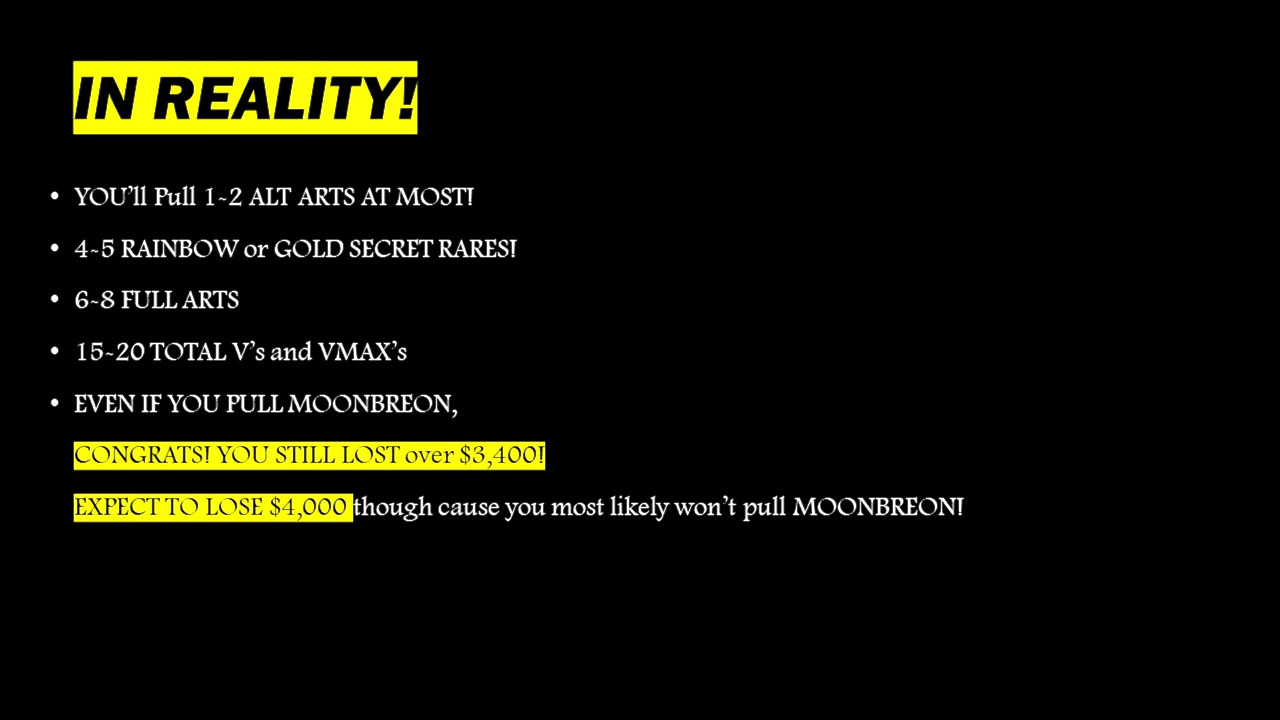 IN REALITY!
• YOU'll Pull 1~2 ALT ARTS AT MOST!
• 4~5 RAINBOW or GOLD SECRET RARES!
• 6~8 FULL ARTS
• 15~20 TOTAL V's and VMAX's
• EVEN IF YOU PULL MOONBREON,
CONGRATS! YOU STILL LOST over $3,400!
EXPECT TO LOSE $4,000 though cause you most likely won't pull MOONBREON!